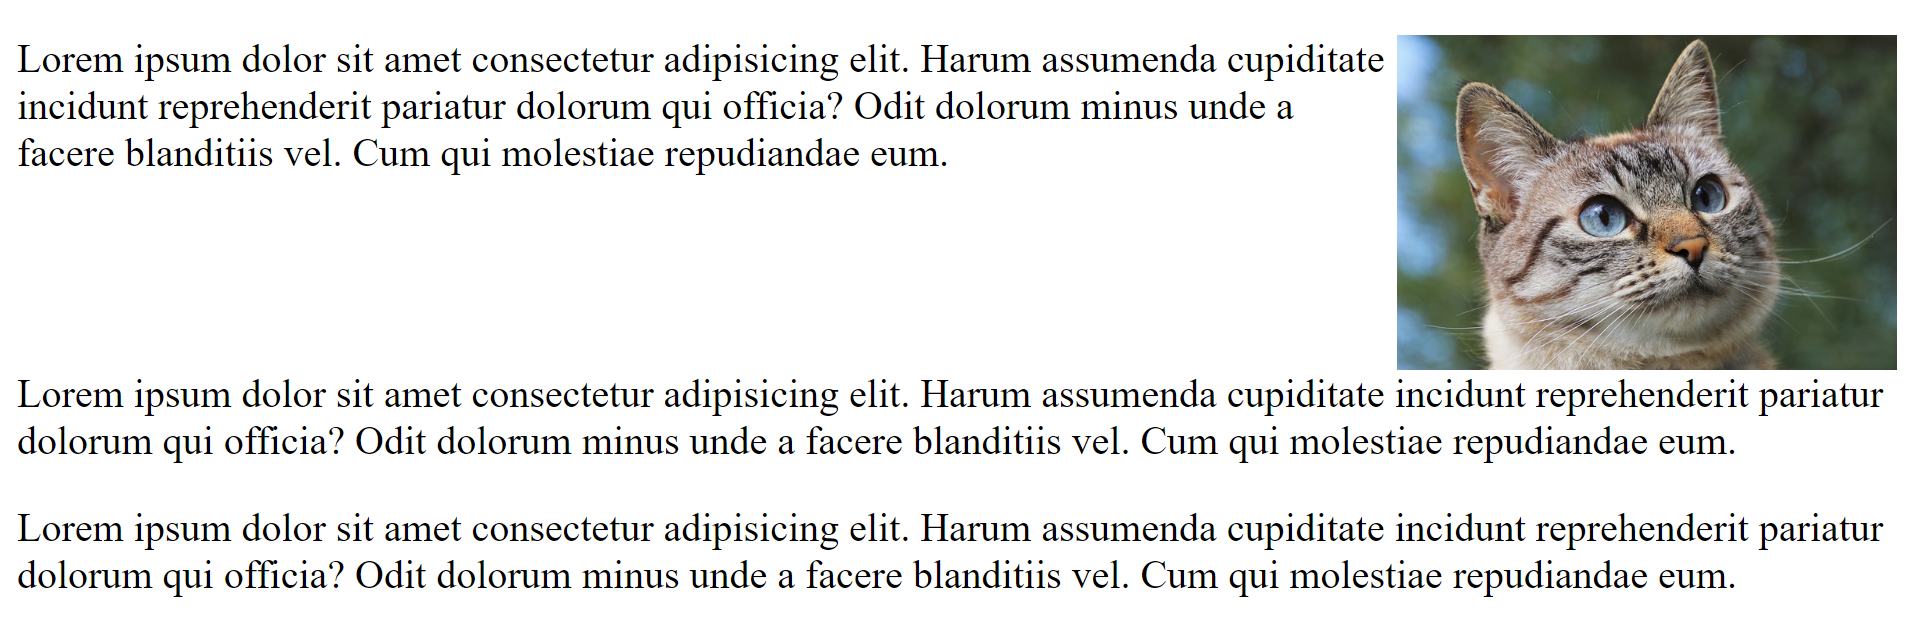 Lorem ipsum dolor sit amet consectetur adipisicing elit. Harum assumenda cupiditate
incidunt reprehenderit pariatur dolorum qui officia? Odit dolorum minus unde a
facere blanditiis vel. Cum qui molestiae repudiandae eum.
Lorem ipsum dolor sit amet consectetur adipisicing elit. Harum assumenda cupiditate incidunt reprehenderit pariatur
dolorum qui officia? Odit dolorum minus unde a facere blanditiis vel. Cum qui molestiae repudiandae eum.
Lorem ipsum dolor sit amet consectetur adipisicing elit. Harum assumenda cupiditate incidunt reprehenderit pariatur
dolorum qui officia? Odit dolorum minus unde a facere blanditiis vel. Cum qui molestiae repudiandae eum.